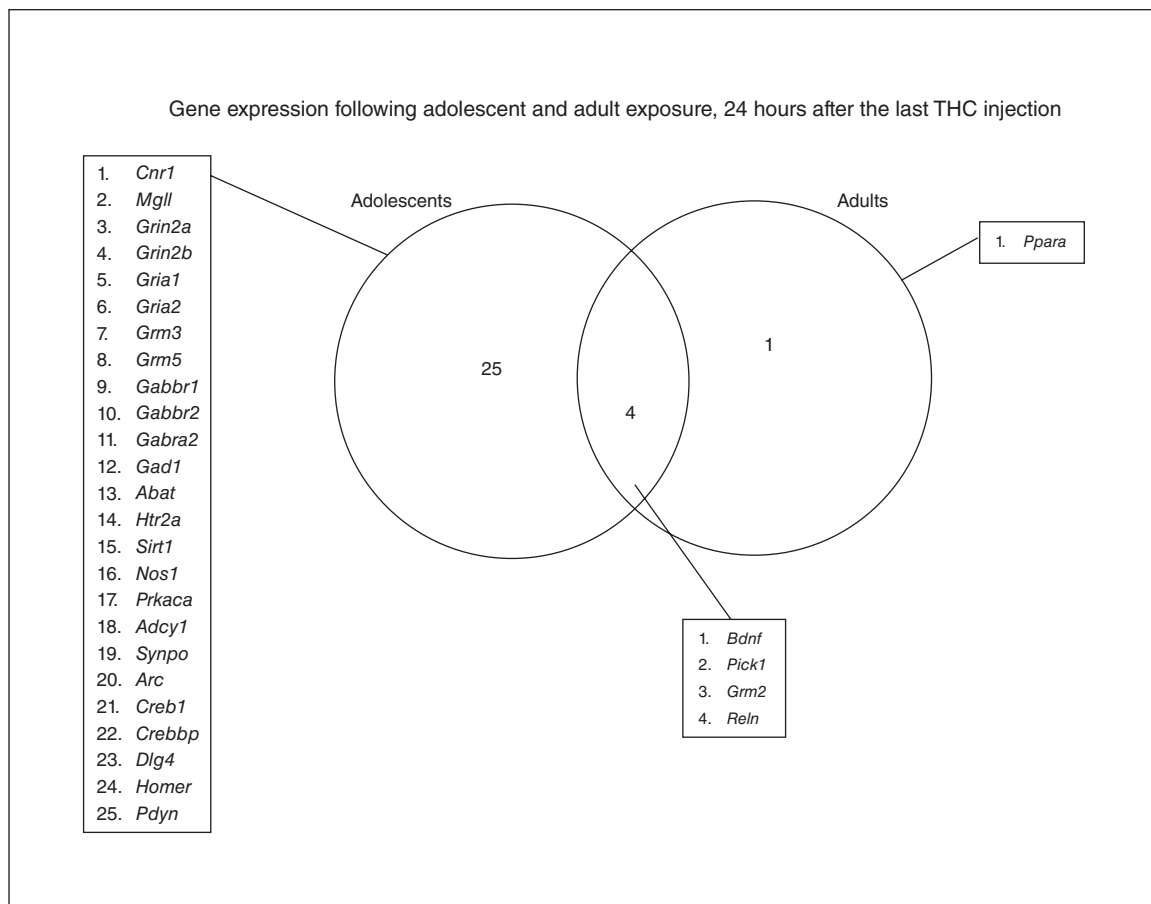 Gene expression following adolescent and adult exposure, 24 hours after the last THC injection
1. Cnr1
2. Mgll
3. Grin2a
4. Grin2b
5. Gria1
6. Gria2
7. Grm3
8. Grm5
9. Gabbr1
10. Gabbr2
11. Gabra2
12. Gad1
13. Abat
14. Htr2a
15. Sirt1
16. Nos1
17. Prkaca
18. Adcy1
19. Synpo
20. Arc
21. Creb1
22. Crebbp
23. Dlg4
24. Homer
25. Pdyn
Adolescents
Adults
1. Ppara
25
4
1
1. Bdnf
2. Pick1
3. Grm2
4. Reln